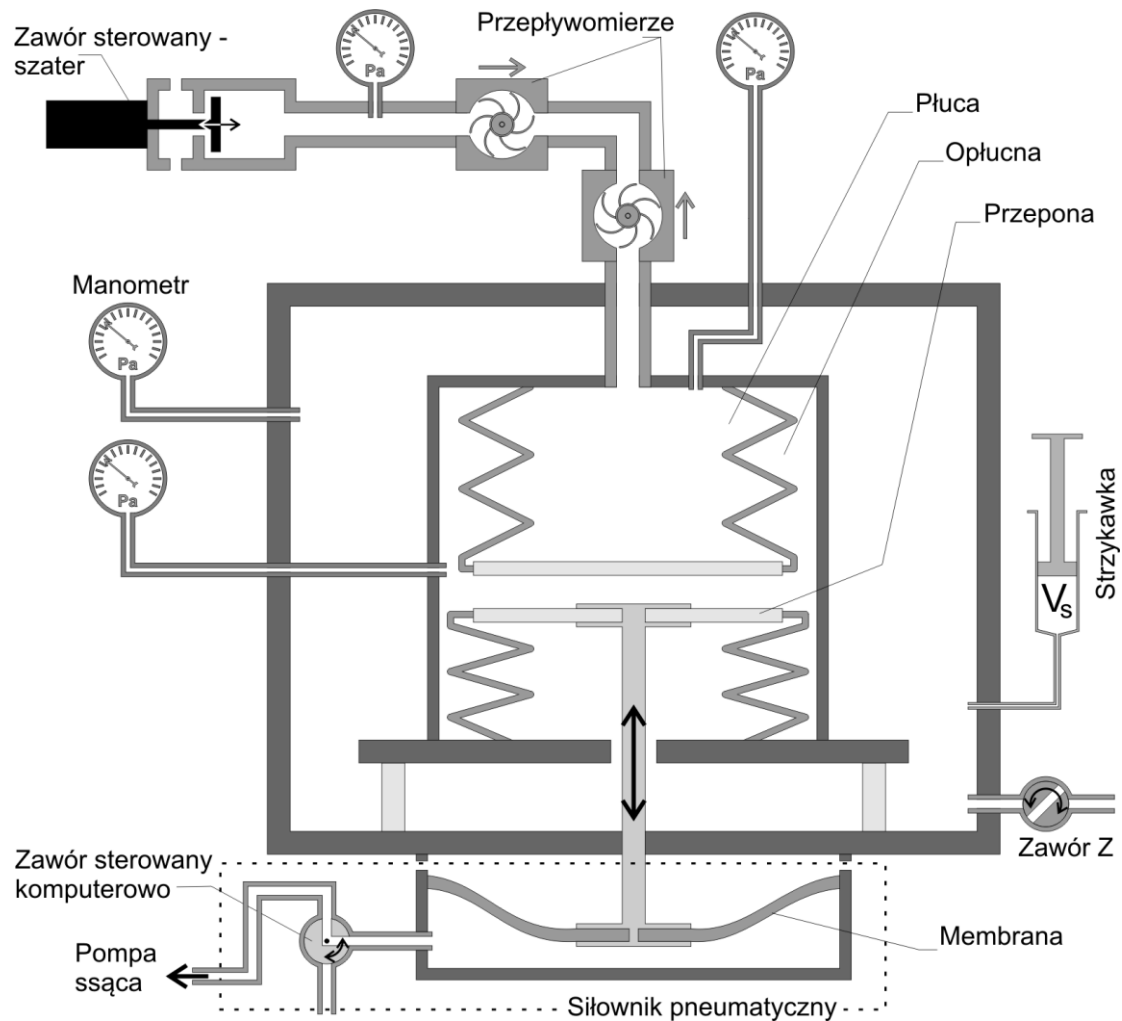 Zawór sterowany -
szater
Pa
Przepływomierze
Pa
Płuca
Opłucna
Przepona
Manometr
Pa
Pa
Strzykawka
Vs
Zawór Z
Zawór sterowany
komputerowo
Pompa
ssąca
Membrana
Siłownik pneumatyczny